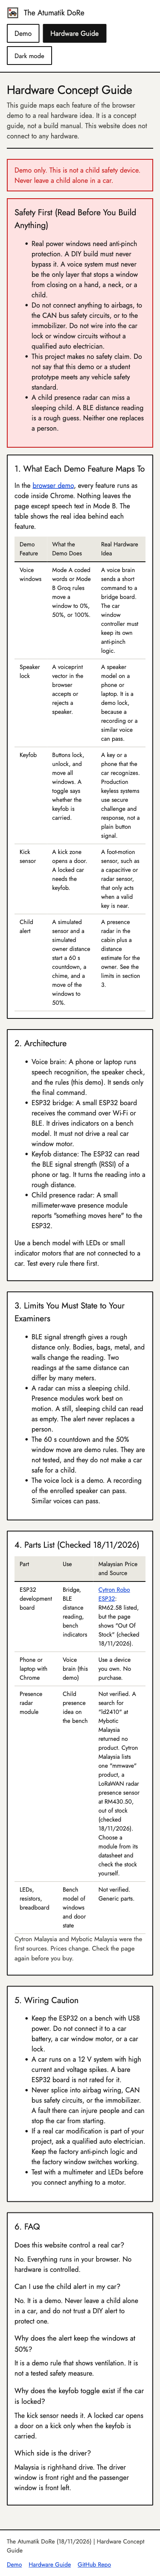 The Atumatik DoRe
Demo
Hardware Guide
Dark mode
Hardware Concept Guide
This guide maps each feature of the browser
demo to a real hardware idea. It is a concept
guide, not a build manual. This website does not
connect to any hardware.
Demo only. This is not a child safety device.
Never leave a child alone in a car.
Safety First (Read Before You Build
Anything)
• Real power windows need anti-pinch
protection. A DIY build must never
bypass it. A voice system must never
be the only layer that stops a window
from closing on a hand, a neck, or a
child.
• Do not connect anything to airbags, to
the CAN bus safety circuits, or to the
immobilizer. Do not wire into the car
lock or window circuits without a
qualified auto electrician.
• This project makes no safety claim. Do
not say that this demo or a student
prototype meets any vehicle safety
standard.
• A child presence radar can miss a
sleeping child. A BLE distance reading
is a rough guess. Neither one replaces
a person.
1. What Each Demo Feature Maps To
In the browser demo, every feature runs as
code inside Chrome. Nothing leaves the
page except speech text in Mode B. The
table shows the real idea behind each
feature.
Demo
Feature
What the
Demo Does
Real Hardware
Idea
Voice
windows
Mode A coded
words or Mode
B Groq rules
move a
window to 0%,
50%, or 100%.
A voice brain
sends a short
command to a
bridge board.
The car
window
controller must
keep its own
anti-pinch
logic.
Speaker
lock
A voiceprint
vector in the
browser
accepts or
rejects a
speaker.
A speaker
model on a
phone or
laptop. It is a
demo lock,
because a
recording or a
similar voice
can pass.
Keyfob
Buttons lock,
unlock, and
move all
windows. A
toggle says
whether the
keyfob is
carried.
A key or a
phone that the
car recognizes.
Production
keyless systems
use secure
challenge and
response, not a
plain button
signal.
Kick
sensor
A kick zone
opens a door.
A locked car
needs the
keyfob.
A foot-motion
sensor, such as
a capacitive or
radar sensor,
that only acts
when a valid
key is near.
Child
alert
A simulated
sensor and a
simulated
owner distance
start a 60 s
countdown, a
chime, and a
move of the
windows to
50%.
A presence
radar in the
cabin plus a
distance
estimate for the
owner. See the
limits in section
3.
2. Architecture
• Voice brain: A phone or laptop runs
speech recognition, the speaker check,
and the rules (this demo). It sends only
the final command.
• ESP32 bridge: A small ESP32 board
receives the command over Wi-Fi or
BLE. It drives indicators on a bench
model. It must not drive a real car
window motor.
• Keyfob distance: The ESP32 can read
the BLE signal strength (RSSI) of a
phone or tag. It turns the reading into a
rough distance.
• Child presence radar: A small
millimeter-wave presence module
reports "something moves here" to the
ESP32.
Use a bench model with LEDs or small
indicator motors that are not connected to a
car. Test every rule there first.
3. Limits You Must State to Your
Examiners
• BLE signal strength gives a rough
distance only. Bodies, bags, metal, and
walls change the reading. Two
readings at the same distance can
differ by many meters.
• A radar can miss a sleeping child.
Presence modules work best on
motion. A still, sleeping child can read
as empty. The alert never replaces a
person.
• The 60 s countdown and the 50%
window move are demo rules. They are
not tested, and they do not make a car
safe for a child.
• The voice lock is a demo. A recording
of the enrolled speaker can pass.
Similar voices can pass.
4. Parts List (Checked 18/11/2026)
Part
Use
Malaysian Price
and Source
ESP32
development
board
Bridge,
BLE
distance
reading,
bench
indicators
Cytron Robo
ESP32:
RM62.58 listed,
but the page
shows "Out Of
Stock" (checked
18/11/2026).
Phone or
laptop with
Chrome
Voice
brain (this
demo)
Use a device
you own. No
purchase.
Presence
radar
module
Child
presence
idea on
the bench
Not verified. A
search for
"ld2410" at
Mybotic
Malaysia
returned no
product. Cytron
Malaysia lists
one "mmwave"
product, a
LoRaWAN radar
presence sensor
at RM430.50,
out of stock
(checked
18/11/2026).
Choose a
module from its
datasheet and
check the stock
yourself.
LEDs,
resistors,
breadboard
Bench
model of
windows
and door
state
Not verified.
Generic parts.
Cytron Malaysia and Mybotic Malaysia were the
first sources. Prices change. Check the page
again before you buy.
5. Wiring Caution
• Keep the ESP32 on a bench with USB
power. Do not connect it to a car
battery, a car window motor, or a car
lock.
• A car runs on a 12 V system with high
current and voltage spikes. A bare
ESP32 board is not rated for it.
• Never splice into airbag wiring, CAN
bus safety circuits, or the immobilizer.
A fault there can injure people and can
stop the car from starting.
• If a real car modification is part of your
project, ask a qualified auto electrician.
Keep the factory anti-pinch logic and
the factory window switches working.
• Test with a multimeter and LEDs before
you connect anything to a motor.
6. FAQ
Does this website control a real car?
No. Everything runs in your browser. No
hardware is controlled.
Can I use the child alert in my car?
No. It is a demo. Never leave a child alone
in a car, and do not trust a DIY alert to
protect one.
Why does the alert keep the windows at
50%?
It is a demo rule that shows ventilation. It is
not a tested safety measure.
Why does the keyfob toggle exist if the car
is locked?
The kick sensor needs it. A locked car opens
a door on a kick only when the keyfob is
carried.
Which side is the driver?
Malaysia is right-hand drive. The driver
window is front right and the passenger
window is front left.
The Atumatik DoRe (18/11/2026) | Hardware Concept
Guide
Demo Hardware Guide GitHub Repo